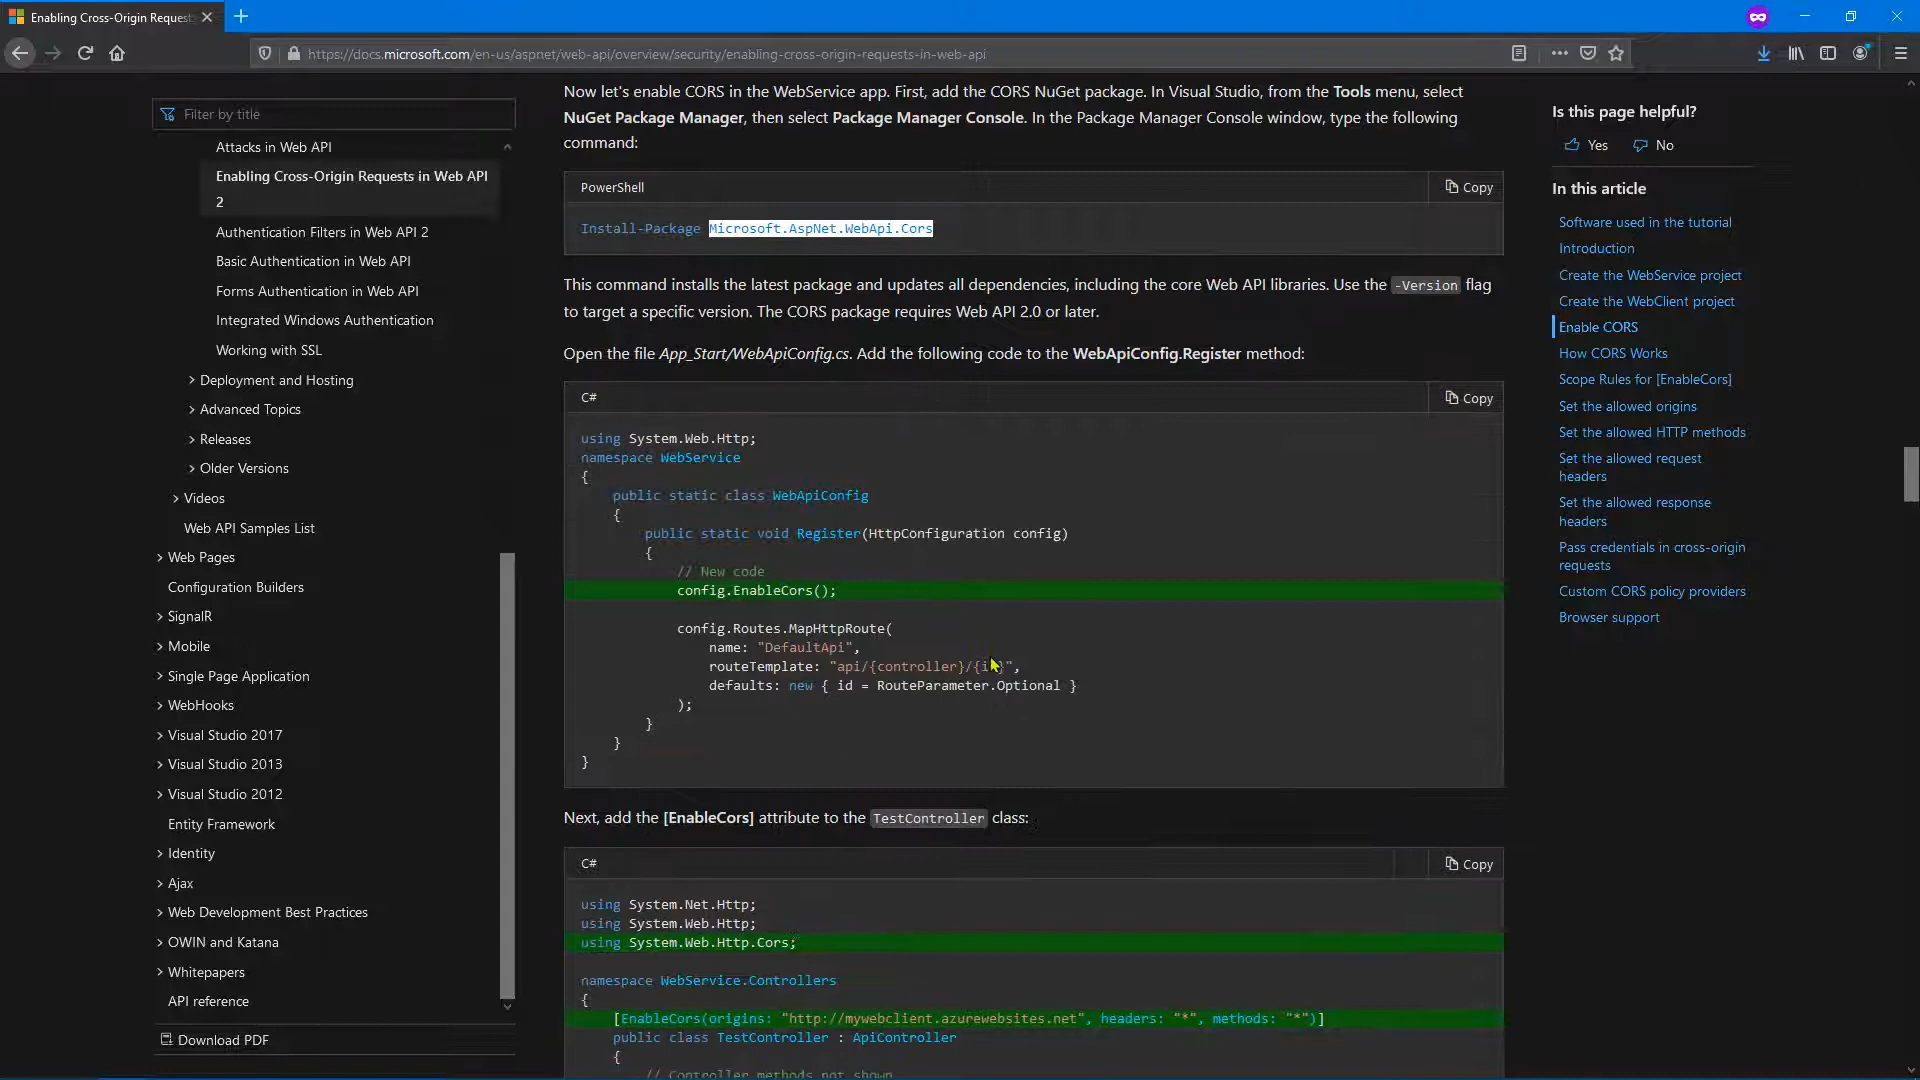 Enabling Cross-Origin Request
https://docs.microsoft.com/en-us/aspnet/web-api/overview/security/enabling-cross-origin-requests-in-web-api
Filter by title
Attacks in Web API
Enabling Cross-Origin Requests in Web API
2
Authentication Filters in Web API 2
Basic Authentication in Web API
Forms Authentication in Web API
Integrated Windows Authentication
Working with SSL
Deployment and Hosting
Advanced Topics
Releases
Older Versions
Videos
Web API Samples List
Web Pages
Configuration Builders
SignalR
Mobile
Single Page Application
WebHooks
Visual Studio 2017
Visual Studio 2013
Visual Studio 2012
Entity Framework
Identity
Ajax
Web Development Best Practices
OWIN and Katana
Whitepapers
API reference
Download PDF
Now let's enable CORS in the WebService app. First, add the CORS NuGet package. In Visual Studio, from the Tools menu, select
NuGet Package Manager, then select Package Manager Console. In the Package Manager Console window, type the following
command:
PowerShell
Copy
Install-Package Microsoft.AspNet.WebApi.Cors
This command installs the latest package and updates all dependencies, including the core Web API libraries. Use the -Version flag
to target a specific version. The CORS package requires Web API 2.0 or later.
Open the file App_Start/WebApiConfig.cs. Add the following code to the WebApiConfig.Register method:
C#
Copy
using System.Web.Http;
namespace WebService
{
public static class WebApiConfig
{
public static void Register(HttpConfiguration config)
{
// New code
config.EnableCors();
config.Routes.MapHttpRoute(
name: "DefaultApi",
routeTemplate: "api/{controller}/{id}",
defaults: new { id = RouteParameter.Optional }
);
}
}
}
Next, add the [EnableCors] attribute to the TestController class:
C#
Copy
using System.Net.Http;
using System.Web.Http;
using System.Web.Http.Cors;
namespace WebService.Controllers
{
[EnableCors(origins: "http://mywebclient.azurewebsites.net", headers: "*", methods: "*")]
public class TestController : ApiController
{
// Controller methods not shown
Is this page helpful?
Yes
No
In this article
Software used in the tutorial
Introduction
Create the WebService project
Create the WebClient project
Enable CORS
How CORS Works
Scope Rules for [EnableCors]
Set the allowed origins
Set the allowed HTTP methods
Set the allowed request
headers
Set the allowed response
headers
Pass credentials in cross-origin
requests
Custom CORS policy providers
Browser support